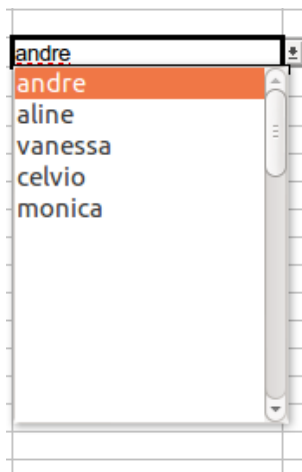 andre
andre
aline
vanessa
celvio
monica